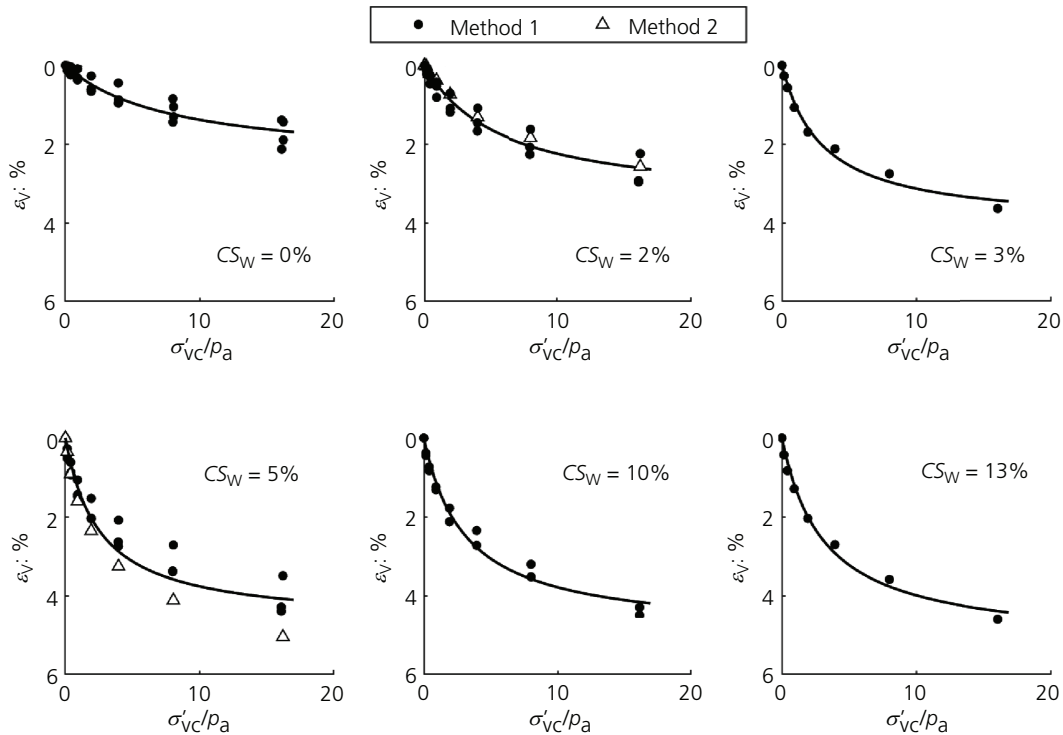 Method 1 Method 2
0
2
4
6
εV: %
CSW = 0%
0 10 20
σ′vc/pa
0
2
4
6
εV: %
CSW = 2%
0 10 20
σ′vc/pa
0
2
4
6
εV: %
CSW = 3%
0 10 20
σ′vc/pa
0
2
4
6
εV: %
CSW = 5%
0 10 20
σ′vc/pa
0
2
4
6
εV: %
CSW = 10%
0 10 20
σ′vc/pa
0
2
4
6
εV: %
CSW = 13%
0 10 20
σ′vc/pa